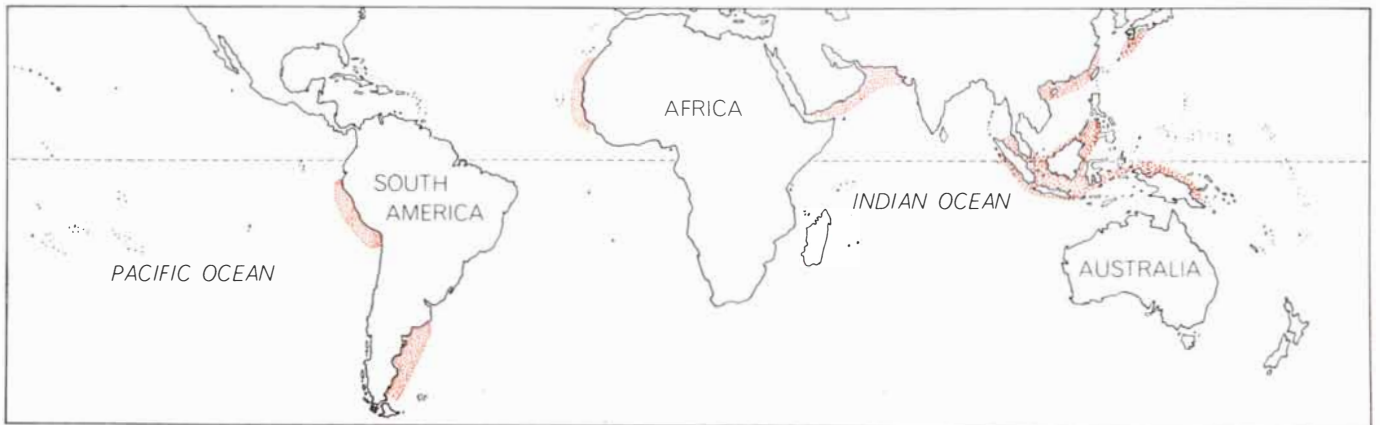 AFRICA
SOUTH
AMERICA
INDIAN OCEAN
PACIFIC OCEAN
AUSTRALIA